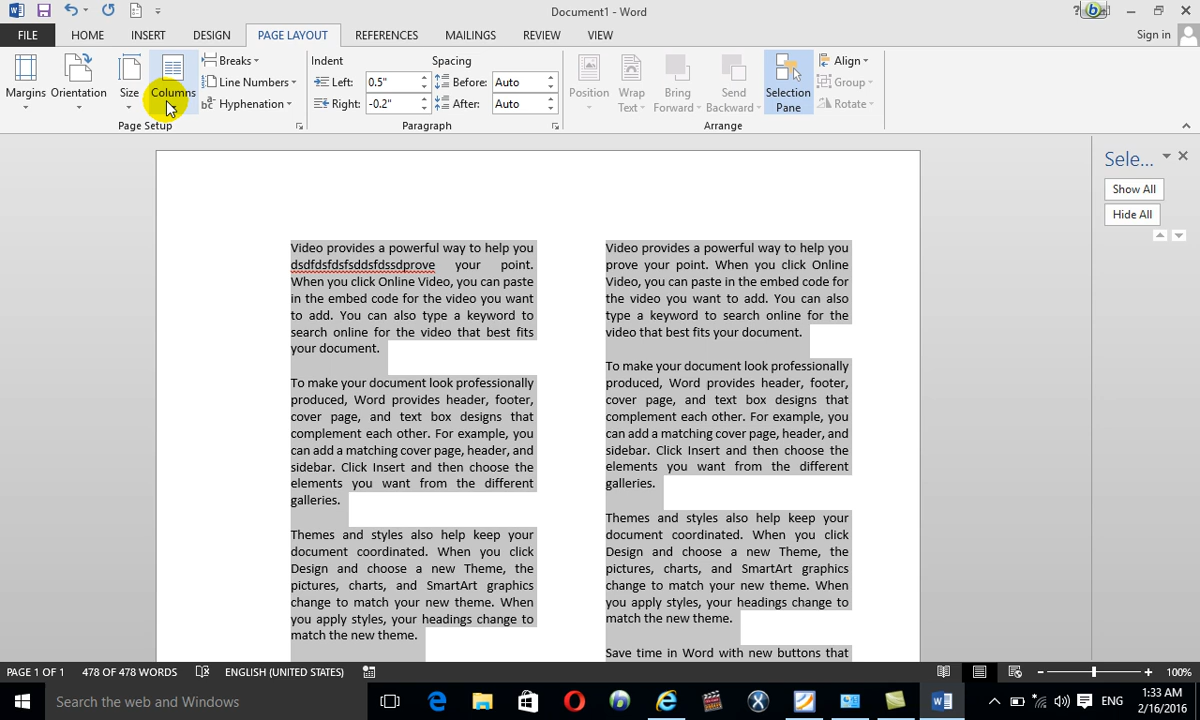 Document1 - Word
?
FILE HOME INSERT DESIGN PAGE LAYOUT REFERENCES MAILINGS REVIEW VIEW Sign in
Margins Orientation Size Columns Breaks Line Numbers Hyphenation
Page Setup
Indent Spacing
Left: 0.5" Before: Auto
Right: -0.2" After: Auto
Paragraph
Position Wrap Text Bring Forward Send Backward Selection Pane Align Group Rotate
Arrange
Video provides a powerful way to help you
dsdfdsfdsfsddsfdssdprove your point.
When you click Online Video, you can paste
in the embed code for the video you want
to add. You can also type a keyword to
search online for the video that best fits
your document.
To make your document look professionally
produced, Word provides header, footer,
cover page, and text box designs that
complement each other. For example, you
can add a matching cover page, header, and
sidebar. Click Insert and then choose the
elements you want from the different
galleries.
Themes and styles also help keep your
document coordinated. When you click
Design and choose a new Theme, the
pictures, charts, and SmartArt graphics
change to match your new theme. When
you apply styles, your headings change to
match the new theme.
Video provides a powerful way to help you
prove your point. When you click Online
Video, you can paste in the embed code for
the video you want to add. You can also
type a keyword to search online for the
video that best fits your document.
To make your document look professionally
produced, Word provides header, footer,
cover page, and text box designs that
complement each other. For example, you
can add a matching cover page, header, and
sidebar. Click Insert and then choose the
elements you want from the different
galleries.
Themes and styles also help keep your
document coordinated. When you click
Design and choose a new Theme, the
pictures, charts, and SmartArt graphics
change to match your new theme. When
you apply styles, your headings change to
match the new theme.
Save time in Word with new buttons that
Sele...
Show All
Hide All
PAGE 1 OF 1 478 OF 478 WORDS ENGLISH (UNITED STATES) 100%
Search the web and Windows
ENG
1:33 AM
2/16/2016